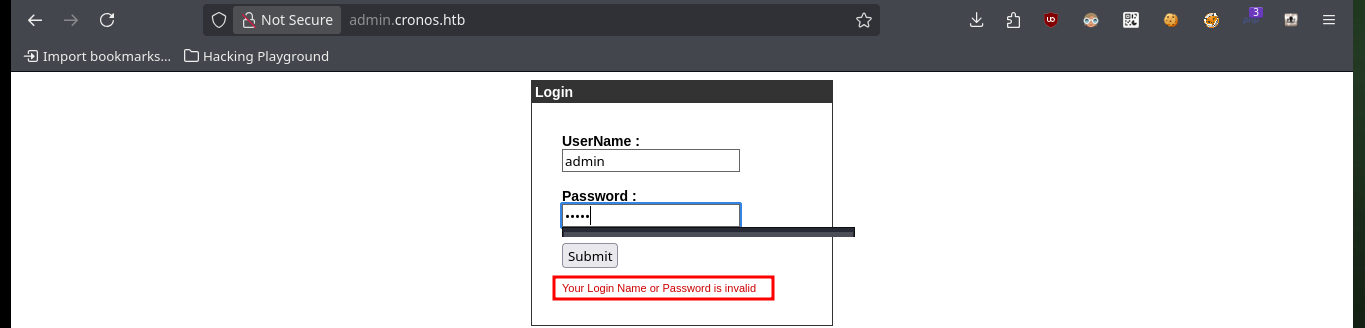 Not Secure admin.cronos.htb
3
Import bookmarks... Hacking Playground
Login
UserName :
admin
Password :
•••••
Submit
Your Login Name or Password is invalid